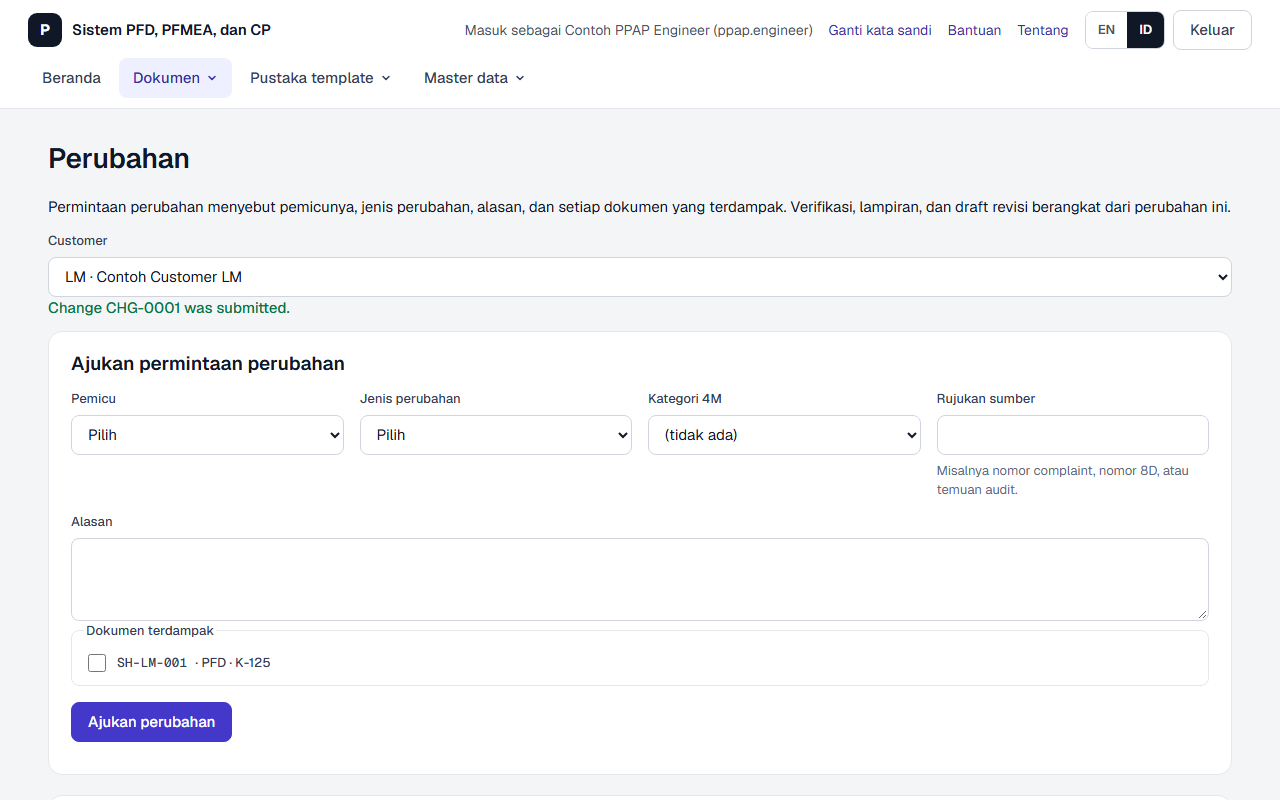 P Sistem PFD, PFMEA, dan CP
Masuk sebagai Contoh PPAP Engineer (ppap.engineer) Ganti kata sandi Bantuan Tentang EN ID Keluar
Beranda Dokumen Pustaka template Master data
Perubahan
Permintaan perubahan menyebut pemicunya, jenis perubahan, alasan, dan setiap dokumen yang terdampak. Verifikasi, lampiran, dan draft revisi berangkat dari perubahan ini.
Customer
LM · Contoh Customer LM
Change CHG-0001 was submitted.
Ajukan permintaan perubahan
Pemicu Jenis perubahan Kategori 4M Rujukan sumber
Pilih Pilih (tidak ada)
Misalnya nomor complaint, nomor 8D, atau
temuan audit.
Alasan
Dokumen terdampak
SH-LM-001 · PFD · K-125
Ajukan perubahan